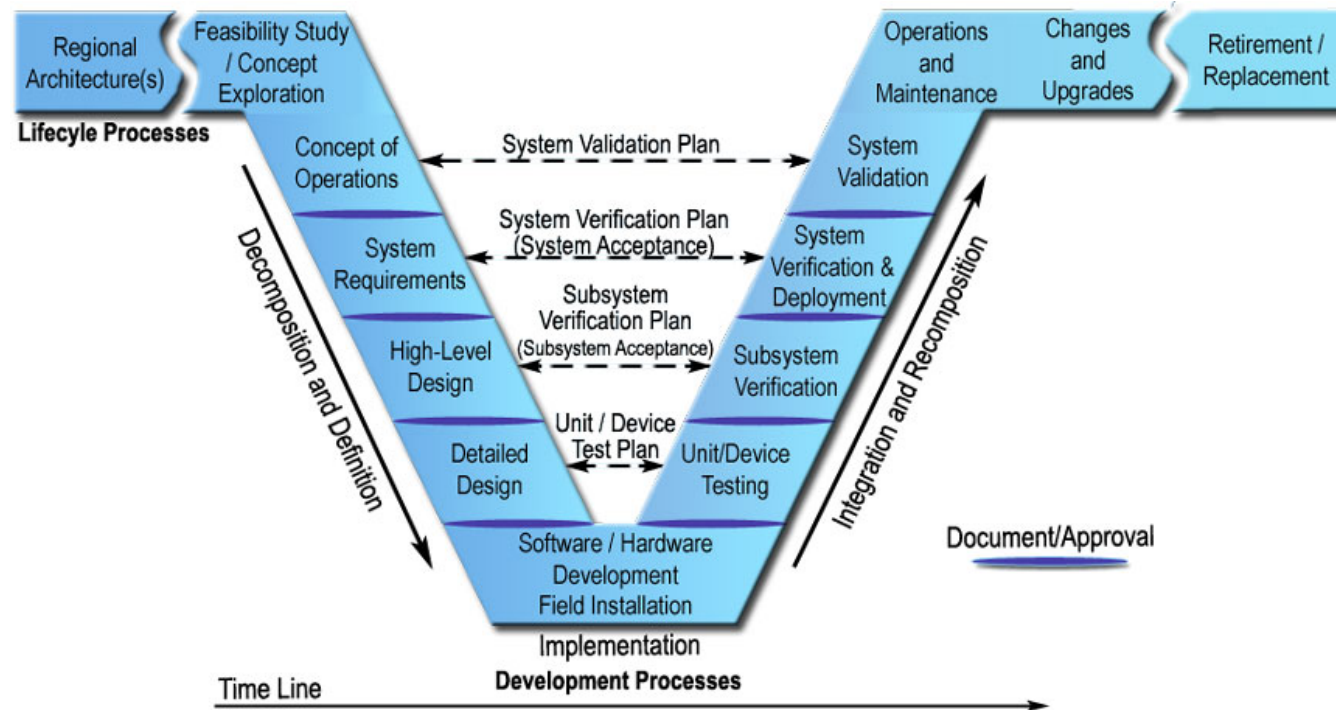 Regional
Architecture(s)
Feasibility Study
/ Concept
Exploration
Operations
and
Maintenance
Changes
and
Upgrades
Retirement /
Replacement
Lifecyle Processes
Concept of
Operations
System Validation Plan
System
Validation
System
Requirements
System Verification Plan
(System Acceptance)
System
Verification &
Deployment
High-Level
Design
Subsystem
Verification Plan
(Subsystem Acceptance)
Subsystem
Verification
Detailed
Design
Unit / Device
Test Plan
Unit/Device
Testing
Decomposition and Definition
Integration and Recomposition
Software / Hardware
Development
Field Installation
Document/Approval
Implementation
Development Processes
Time Line